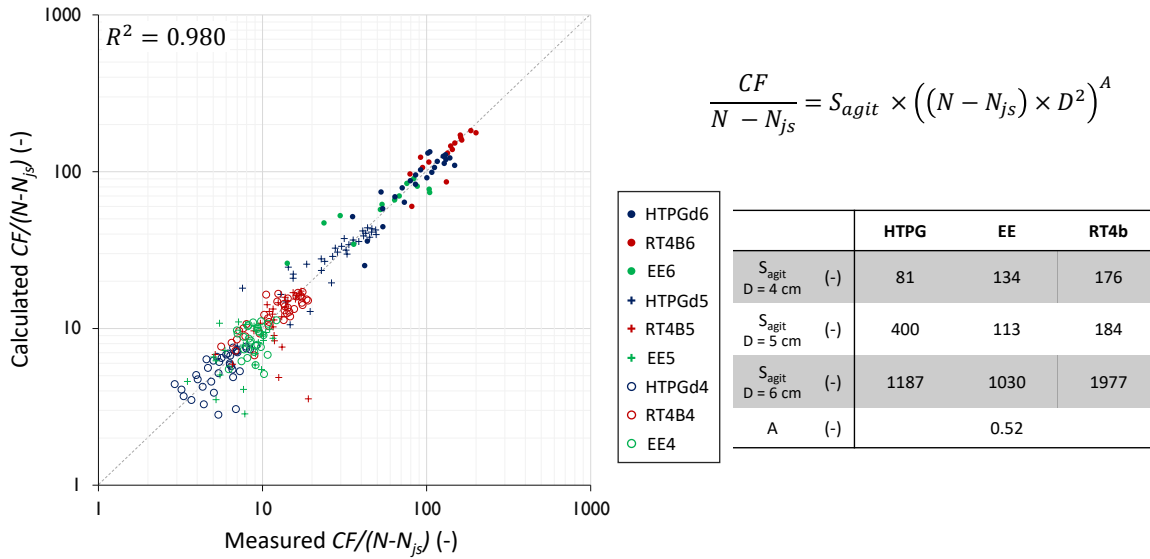 1000
100
10
1
1
10
100
1000
R² = 0.980
Calculated CF/(N-Njs) (-)
Measured CF/(N-Njs) (-)
CF / (N − Njs) = Sagit × ((N − Njs) × D²)^A
HTPGd6
RT4B6
EE6
HTPGd5
RT4B5
EE5
HTPGd4
RT4B4
EE4
HTPG EE RT4b
Sagit D = 4 cm (-) 81 134 176
Sagit D = 5 cm (-) 400 113 184
Sagit D = 6 cm (-) 1187 1030 1977
A (-) 0.52